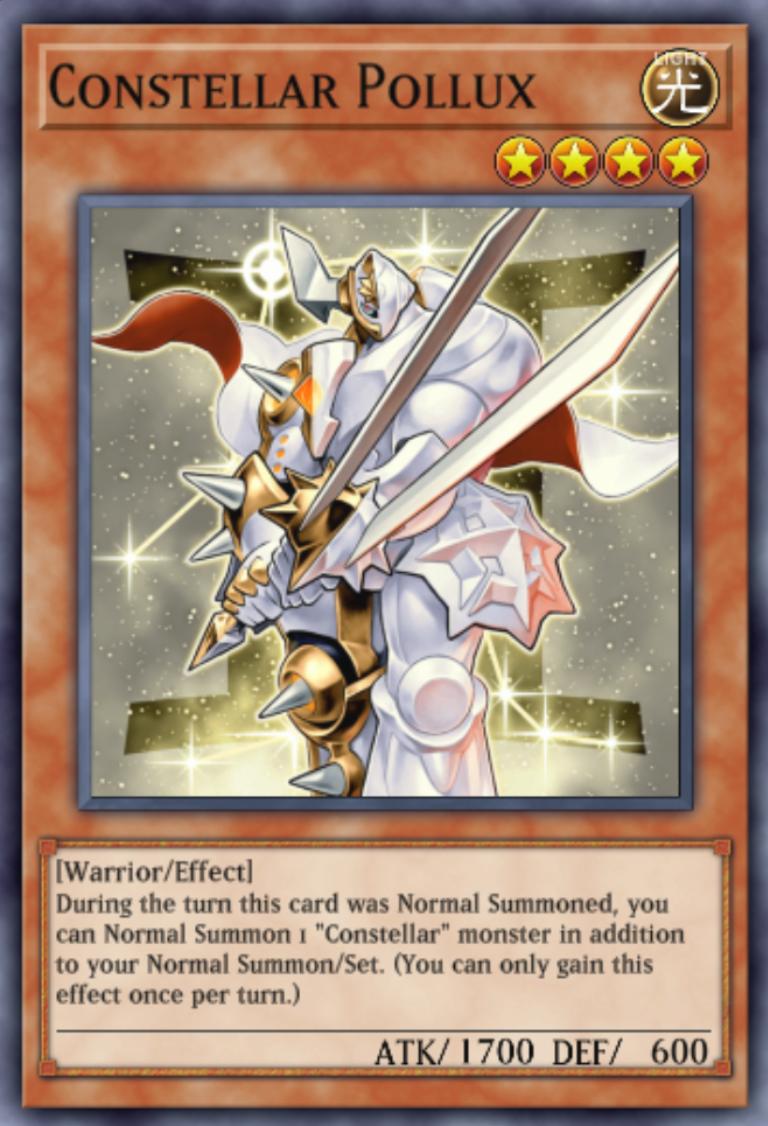 Constellar Pollux
LIGHT
光
[Warrior/Effect]
During the turn this card was Normal Summoned, you
can Normal Summon 1 "Constellar" monster in addition
to your Normal Summon/Set. (You can only gain this
effect once per turn.)
ATK/ 1700 DEF/ 600